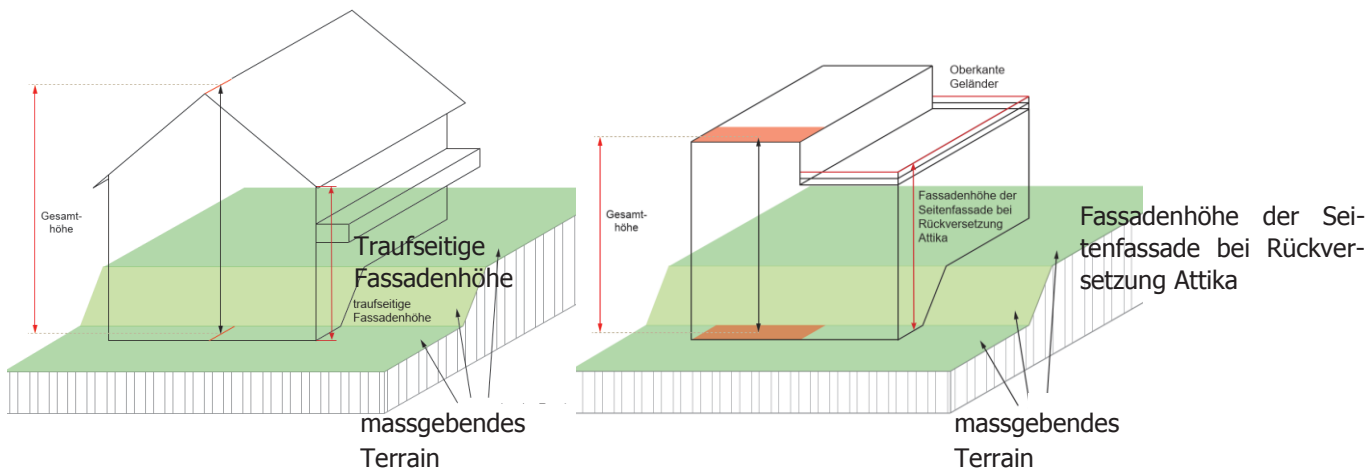 Gesamt-
höhe
Traufseitige
Fassadenhöhe
traufseitige
Fassadenhöhe
massgebendes
Terrain
Oberkante
Geländer
Gesamt-
höhe
Fassadenhöhe der
Seitenfassade bei
Rückversetzung
Attika
Fassadenhöhe der Sei-
tenfassade bei Rückver-
setzung Attika
massgebendes
Terrain